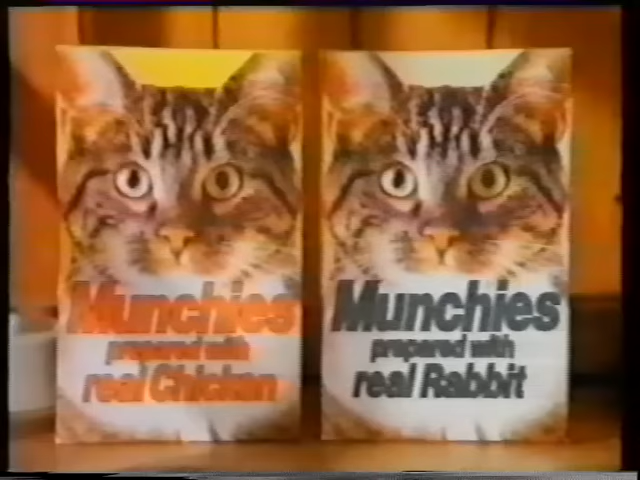 Munchies
prepared with
real Chicken
Munchies
prepared with
real Rabbit